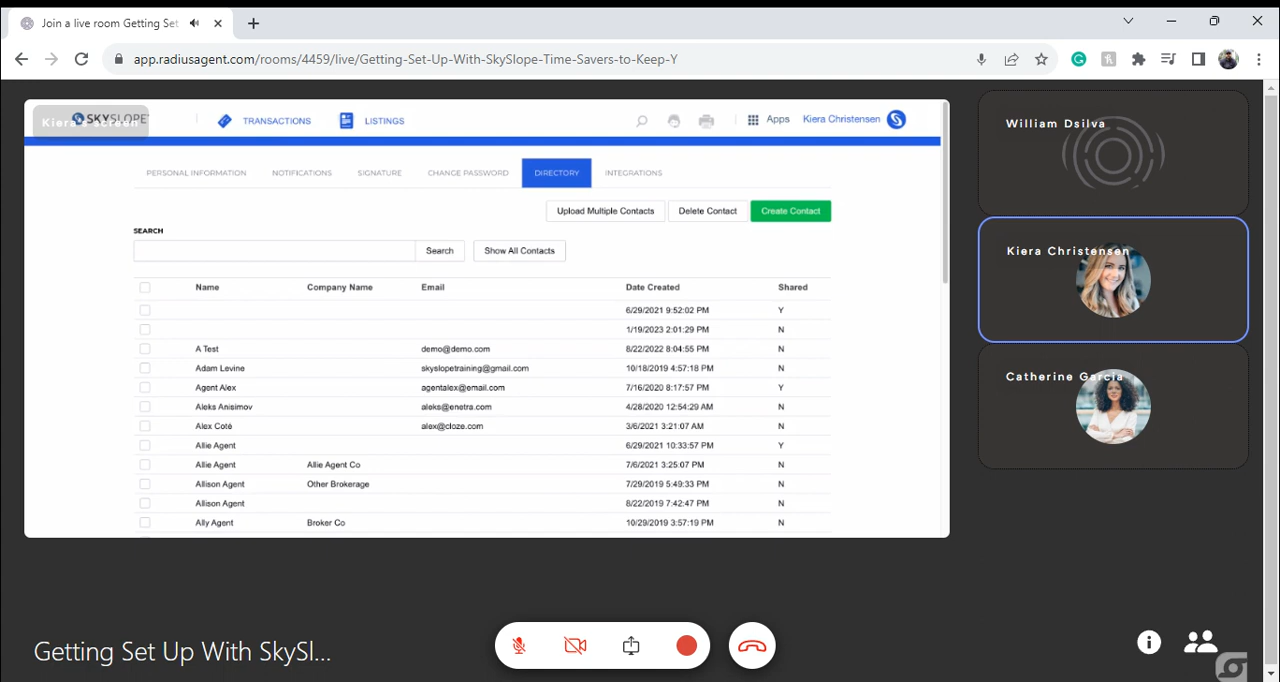 Join a live room Getting Set
app.radiusagent.com/rooms/4459/live/Getting-Set-Up-With-SkySlope-Time-Savers-to-Keep-Y
Kiera's screen
SKYSLOPE
TRANSACTIONS
LISTINGS
Apps
Kiera Christensen
PERSONAL INFORMATION
NOTIFICATIONS
SIGNATURE
CHANGE PASSWORD
DIRECTORY
INTEGRATIONS
Upload Multiple Contacts
Delete Contact
Create Contact
SEARCH
Search
Show All Contacts
Name Company Name Email Date Created Shared
6/29/2021 9:52:02 PM Y
1/19/2023 2:01:29 PM N
A Test demo@demo.com 8/22/2022 8:04:55 PM N
Adam Levine skyslopetraining@gmail.com 10/18/2019 4:57:18 PM N
Agent Alex agentalex@email.com 7/16/2020 8:17:57 PM Y
Aleks Anisimov aleks@enetra.com 4/28/2020 12:54:29 AM N
Alex Coté alex@cloze.com 3/6/2021 3:21:07 AM N
Allie Agent 6/29/2021 10:33:57 PM Y
Allie Agent Allie Agent Co 7/6/2021 3:25:07 PM N
Allison Agent Other Brokerage 7/29/2019 5:49:33 PM N
Allison Agent 8/22/2019 7:42:47 PM N
Ally Agent Broker Co 10/29/2019 3:57:19 PM N
William Dsilva
Kiera Christensen
Catherine Garcia
Getting Set Up With SkySl...